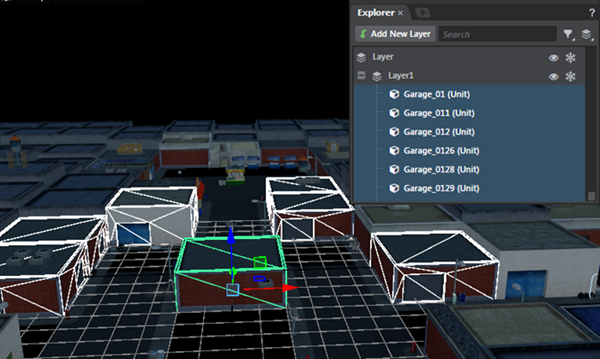 Explorer × ?
Add New Layer Search
Layer
Layer1
Garage_01 (Unit)
Garage_011 (Unit)
Garage_012 (Unit)
Garage_0126 (Unit)
Garage_0128 (Unit)
Garage_0129 (Unit)